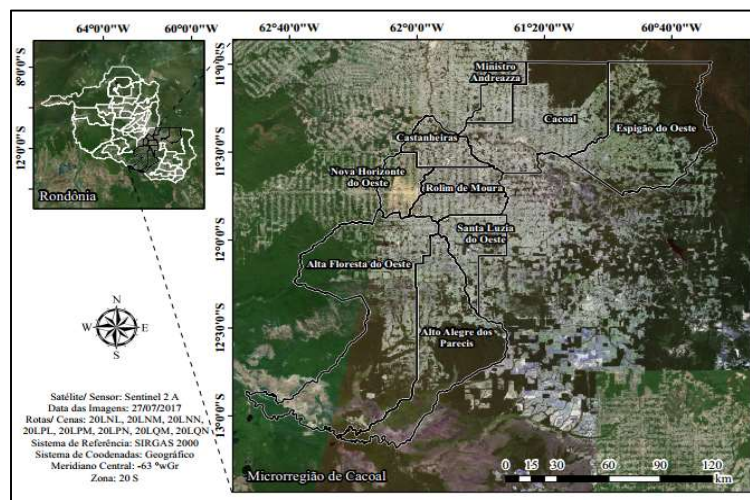 64°0'0"W 60°0'0"W
8°0'0"S
12°0'0"S
Rondônia
62°40'0"W 62°0'0"W 61°20'0"W 60°40'0"W
11°0'0"S
11°30'0"S
12°0'0"S
12°30'0"S
13°0'0"S
Ministro
Andreazza
Cacoal
Espigão do Oeste
Castanheiras
Nova Horizonte
do Oeste
Rolim de Moura
Santa Luzia
do Oeste
Alta Floresta do Oeste
Alto Alegre dos
Parecis
N
W E
S
Satélite/ Sensor: Sentinel 2 A
Data das Imagens: 27/07/2017
Rotas/ Cenas: 20LNL, 20LNM, 20LNN,
20LPL, 20LPM, 20LPN, 20LQM, 20LQN
Sistema de Referência: SIRGAS 2000
Sistema de Coodenadas: Geográfico
Meridiano Central: -63 ºwGr
Zona: 20 S
Microrregião de Cacoal
0 15 30 60 90 120
km